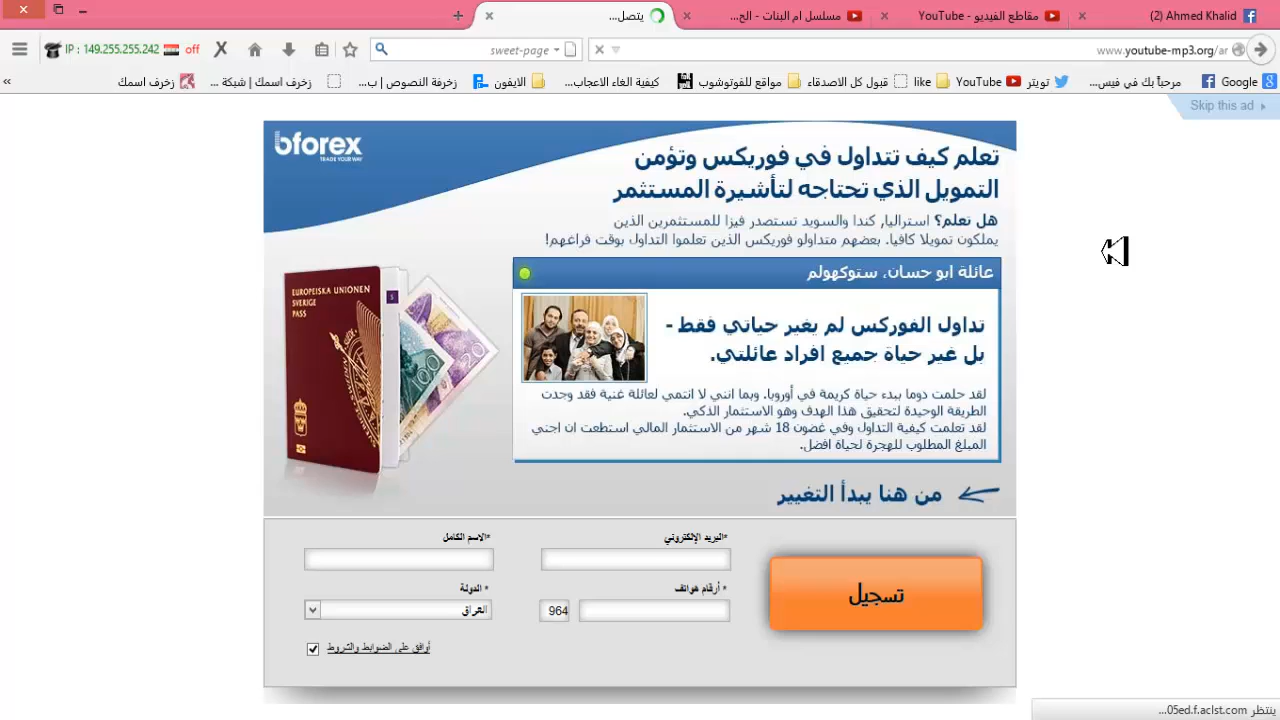 Ahmed Khalid (2)
مقاطع الفيديو - YouTube
مسلسل ام البنات - الح...
يتصل...
www.youtube-mp3.org/ar
sweet-page
IP : 149.255.255.242
off
Google
مرحباً بك في فيس...
تويتر
YouTube
like
قبول كل الاصدقاء
مواقع للفوتوشوب
كيفية الغاء الاعجاب...
الايفون
زخرفة النصوص | ب...
زخرف اسمك | شبكة ...
زخرف اسمك
«
Skip this ad
bforex
TRADE YOUR WAY
تعلم كيف تتداول في فوريكس وتؤمن
التمويل الذي تحتاجه لتأشيرة المستثمر
هل تعلم؟ استراليا, كندا والسويد تستصدر فيزا للمستثمرين الذين
يملكون تمويلا كافيا. بعضهم متداولو فوريكس الذين تعلموا التداول بوقت فراغهم!
عائلة ابو حسان، ستوكهولم
تداول الفوركس لم يغير حياتي فقط -
بل غير حياة جميع افراد عائلتي.
لقد حلمت دوما ببدء حياة كريمة في أوروبا. وبما انني لا انتمي لعائلة غنية فقد وجدت
الطريقة الوحيدة لتحقيق هذا الهدف وهو الاستثمار الذكي.
لقد تعلمت كيفية التداول وفي غضون 18 شهر من الاستثمار المالي استطعت ان اجني
المبلغ المطلوب للهجرة لحياة افضل.
EUROPEISKA UNIONEN
SVERIGE
PASS
من هنا يبدأ التغيير
*البريد الإلكتروني
*الاسم الكامل
* أرقام هواتف
* الدولة
964
العراق
تسجيل
أوافق على الضوابط والشروط
ينتظر 05ed.f.aclst.com...